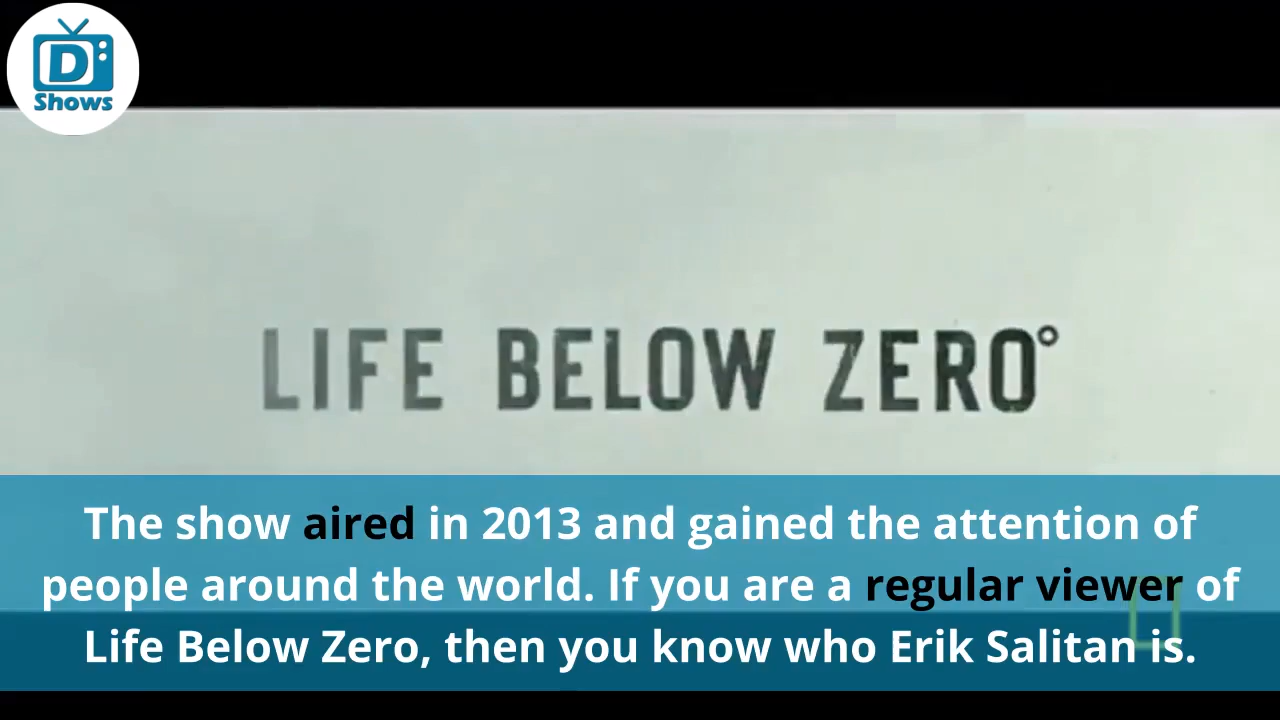 D
Shows
LIFE BELOW ZERO°
The show aired in 2013 and gained the attention of
people around the world. If you are a regular viewer of
Life Below Zero, then you know who Erik Salitan is.